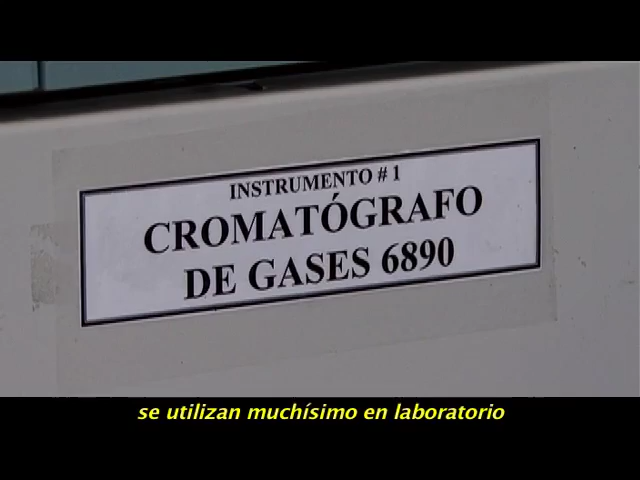 INSTRUMENTO # 1
CROMATÓGRAFO
DE GASES 6890
se utilizan muchísimo en laboratorio